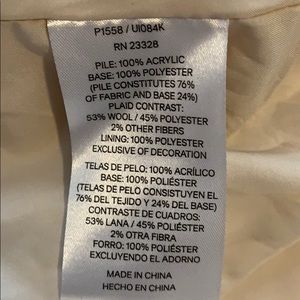 P1558 / UI084K
RN 23328
PILE: 100% ACRYLIC
BASE: 100% POLYESTER
(PILE CONSTITUTES 76%
OF FABRIC AND BASE 24%)
PLAID CONTRAST:
53% WOOL / 45% POLYESTER
2% OTHER FIBERS
LINING: 100% POLYESTER
EXCLUSIVE OF DECORATION
TELAS DE PELO: 100% ACRÍLICO
BASE: 100% POLIÉSTER
(TELAS DE PELO CONSISTUYEN EL
76% DEL TEJIDO Y 24% DEL BASE)
CONTRASTE DE CUADROS:
53% LANA / 45% POLIÉSTER
2% OTRA FIBRA
FORRO: 100% POLIÉSTER
EXCLUYENDO EL ADORNO
MADE IN CHINA
HECHO EN CHINA